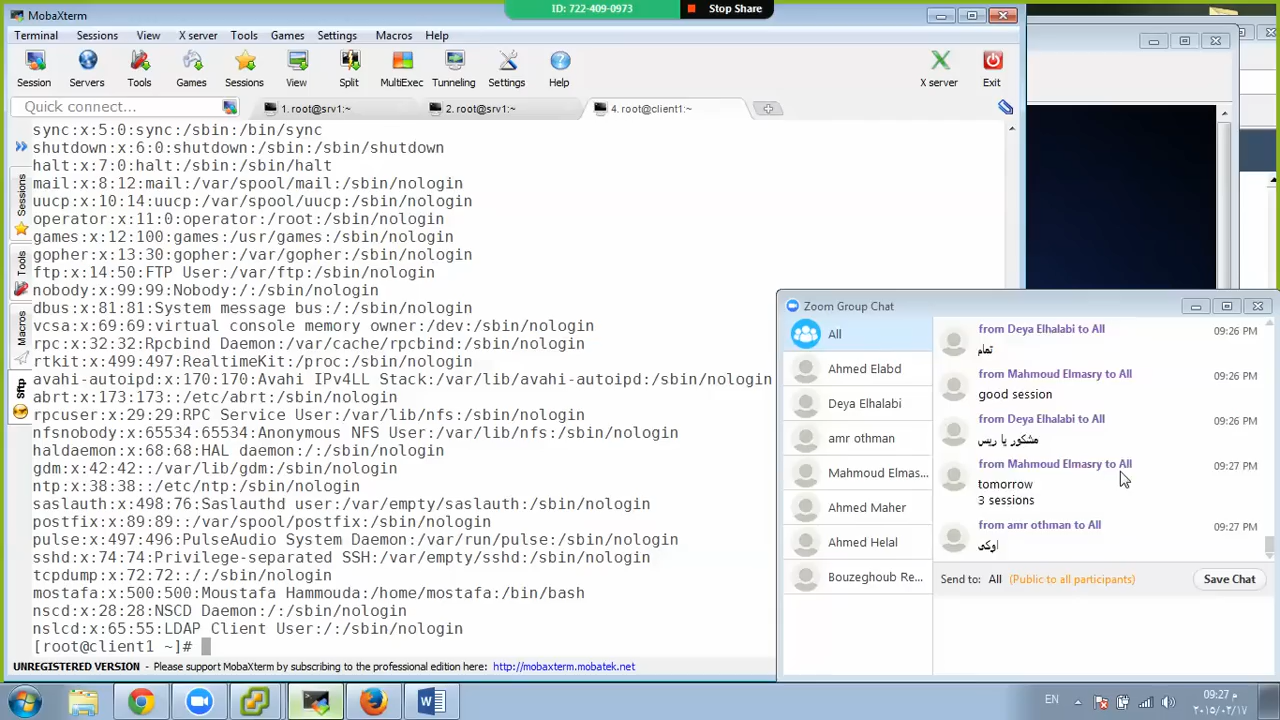 ID: 722-409-0973
Stop Share
MobaXterm
Terminal Sessions View X server Tools Games Settings Macros Help
Session Servers Tools Games Sessions View Split MultiExec Tunneling Settings Help X server Exit
Quick connect...
1. root@srv1:~
2. root@srv1:~
4. root@client1:~
Sessions
Tools
Macros
Sftp
sync:x:5:0:sync:/sbin:/bin/sync
shutdown:x:6:0:shutdown:/sbin:/sbin/shutdown
halt:x:7:0:halt:/sbin:/sbin/halt
mail:x:8:12:mail:/var/spool/mail:/sbin/nologin
uucp:x:10:14:uucp:/var/spool/uucp:/sbin/nologin
operator:x:11:0:operator:/root:/sbin/nologin
games:x:12:100:games:/usr/games:/sbin/nologin
gopher:x:13:30:gopher:/var/gopher:/sbin/nologin
ftp:x:14:50:FTP User:/var/ftp:/sbin/nologin
nobody:x:99:99:Nobody:/:/sbin/nologin
dbus:x:81:81:System message bus:/:/sbin/nologin
vcsa:x:69:69:virtual console memory owner:/dev:/sbin/nologin
rpc:x:32:32:Rpcbind Daemon:/var/cache/rpcbind:/sbin/nologin
rtkit:x:499:497:RealtimeKit:/proc:/sbin/nologin
avahi-autoipd:x:170:170:Avahi IPv4LL Stack:/var/lib/avahi-autoipd:/sbin/nologin
abrt:x:173:173::/etc/abrt:/sbin/nologin
rpcuser:x:29:29:RPC Service User:/var/lib/nfs:/sbin/nologin
nfsnobody:x:65534:65534:Anonymous NFS User:/var/lib/nfs:/sbin/nologin
haldaemon:x:68:68:HAL daemon:/:/sbin/nologin
gdm:x:42:42::/var/lib/gdm:/sbin/nologin
ntp:x:38:38::/etc/ntp:/sbin/nologin
saslauth:x:498:76:Saslauthd user:/var/empty/saslauth:/sbin/nologin
postfix:x:89:89::/var/spool/postfix:/sbin/nologin
pulse:x:497:496:PulseAudio System Daemon:/var/run/pulse:/sbin/nologin
sshd:x:74:74:Privilege-separated SSH:/var/empty/sshd:/sbin/nologin
tcpdump:x:72:72::/:/sbin/nologin
mostafa:x:500:500:Moustafa Hammouda:/home/mostafa:/bin/bash
nscd:x:28:28:NSCD Daemon:/:/sbin/nologin
nslcd:x:65:55:LDAP Client User:/:/sbin/nologin
[root@client1 ~]#
UNREGISTERED VERSION - Please support MobaXterm by subscribing to the professional edition here: http://mobaxterm.mobatek.net
Zoom Group Chat
All
Ahmed Elabd
Deya Elhalabi
amr othman
Mahmoud Elmas...
Ahmed Maher
Ahmed Helal
Bouzeghoub Re...
from Deya Elhalabi to All 09:26 PM
تمام
from Mahmoud Elmasry to All 09:26 PM
good session
from Deya Elhalabi to All 09:26 PM
مشكور يا ريس
from Mahmoud Elmasry to All 09:27 PM
tomorrow
3 sessions
from amr othman to All 09:27 PM
اوكى
Send to: All (Public to all participants) Save Chat
EN
09:27 م
٢٠١٥/٠٢/١٧